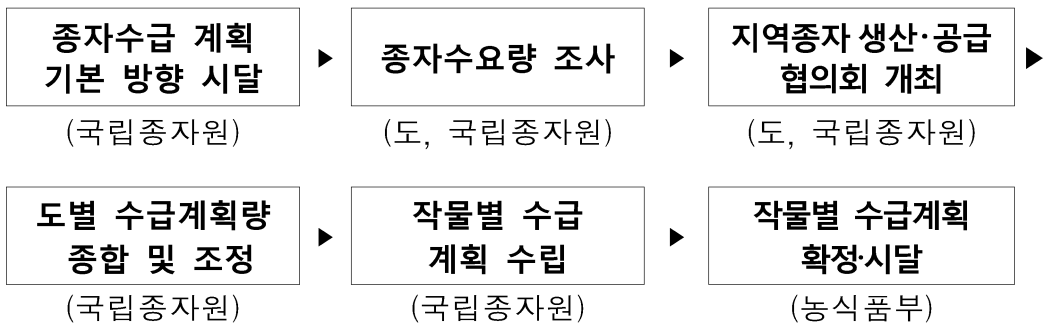 종자수급 계획
기본 방향 시달
(국립종자원)
▶
종자수요량 조사
(도, 국립종자원)
▶
지역종자 생산·공급
협의회 개최
(도, 국립종자원)
▶
도별 수급계획량
종합 및 조정
(국립종자원)
▶
작물별 수급
계획 수립
(국립종자원)
▶
작물별 수급계획
확정·시달
(농식품부)